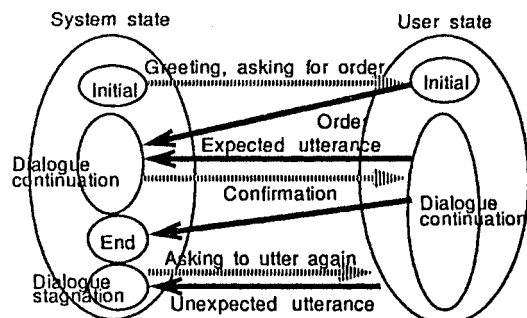 System state
User state
Greeting, asking for order
Initial
Initial
Order
Expected utterance
Dialogue
continuation
Confirmation
Dialogue
continuation
End
Asking to utter again
Dialogue
stagnation
Unexpected utterance